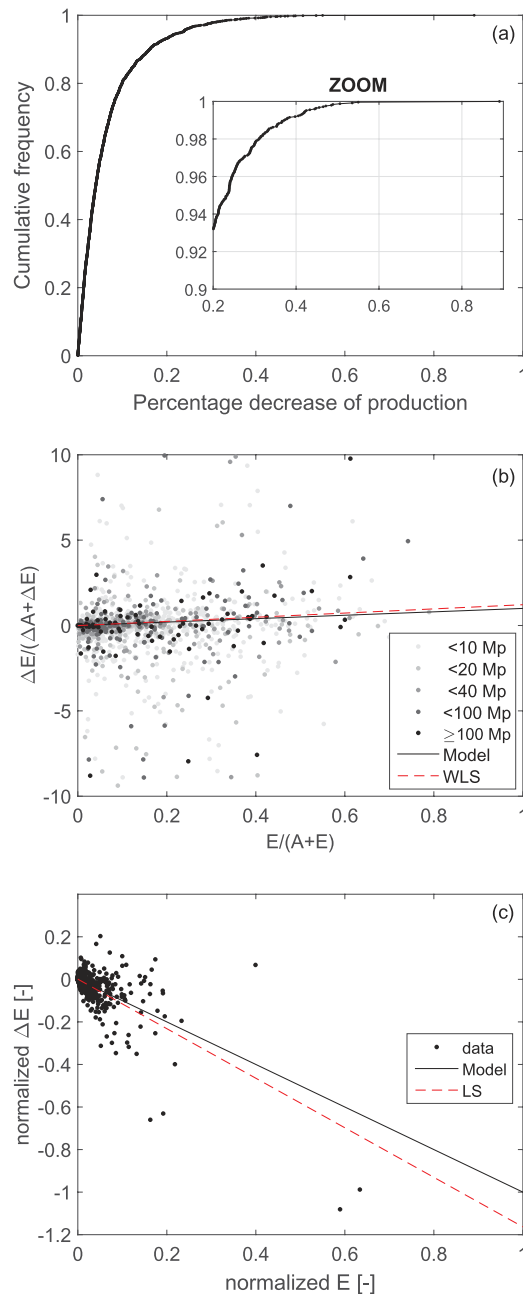 (a)
Cumulative frequency
1
0.8
0.6
0.4
0.2
0
ZOOM
1
0.98
0.96
0.94
0.92
0.9
0.2 0.4 0.6 0.8
0 0.2 0.4 0.6 0.8 1
Percentage decrease of production
(b)
ΔE/(ΔA+ΔE)
10
5
0
-5
-10
<10 Mp
<20 Mp
<40 Mp
<100 Mp
≥100 Mp
Model
WLS
0 0.2 0.4 0.6 0.8 1
E/(A+E)
(c)
normalized ΔE [-]
0.2
0
-0.2
-0.4
-0.6
-0.8
-1
-1.2
data
Model
LS
0 0.2 0.4 0.6 0.8 1
normalized E [-]